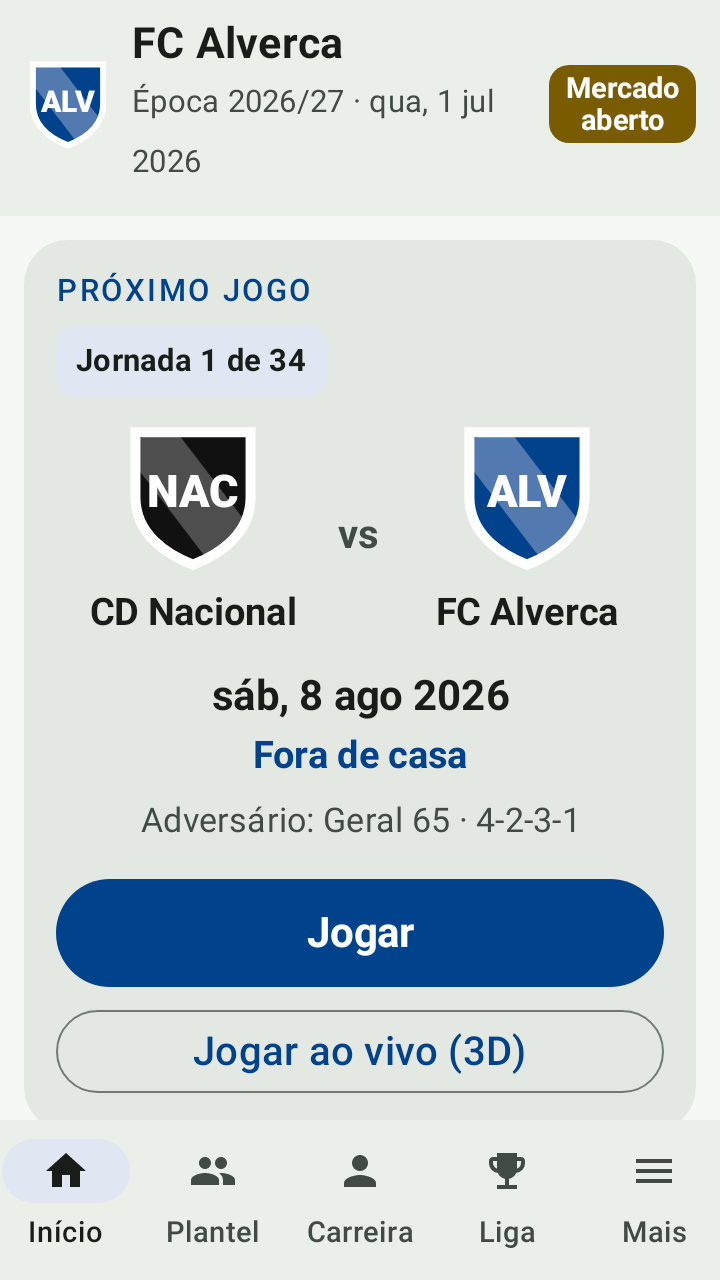 FC Alverca
ALV
Época 2026/27 · qua, 1 jul
2026
Mercado
aberto
PRÓXIMO JOGO
Jornada 1 de 34
NAC
ALV
vs
CD Nacional
FC Alverca
sáb, 8 ago 2026
Fora de casa
Adversário: Geral 65 · 4-2-3-1
Jogar
Jogar ao vivo (3D)
Início
Plantel
Carreira
Liga
Mais